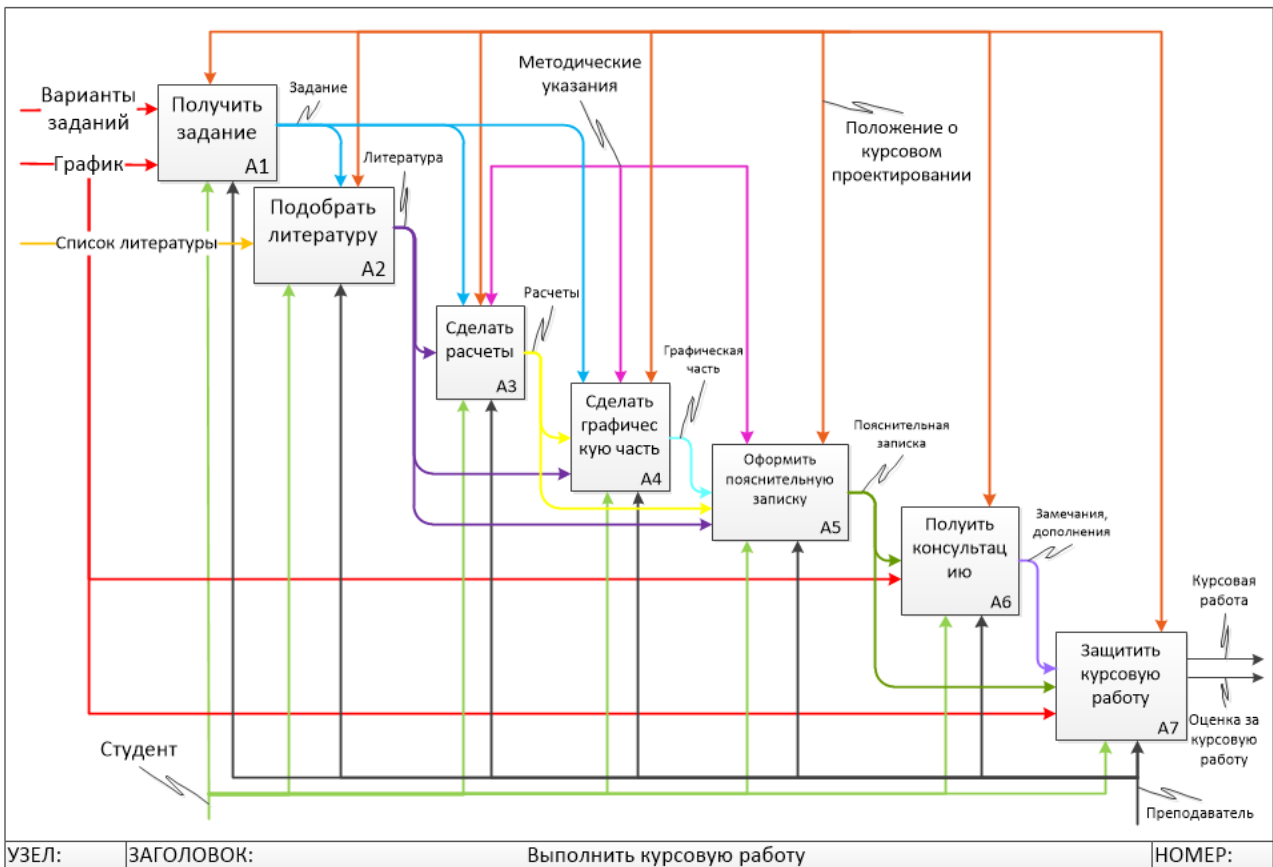 Варианты
заданий
График
Список литературы
Получить
задание
A1
Задание
Подобрать
литературу
A2
Литература
Методические
указания
Положение о
курсовом
проектировании
Сделать
расчеты
A3
Расчеты
Сделать
графичес
кую часть
A4
Графическая
часть
Оформить
пояснительную
записку
A5
Пояснительная
записка
Полуить
консультац
ию
A6
Замечания,
дополнения
Защитить
курсовую
работу
A7
Курсовая
работа
Оценка за
курсовую
работу
Студент
Преподаватель
УЗЕЛ: ЗАГОЛОВОК: Выполнить курсовую работу НОМЕР: